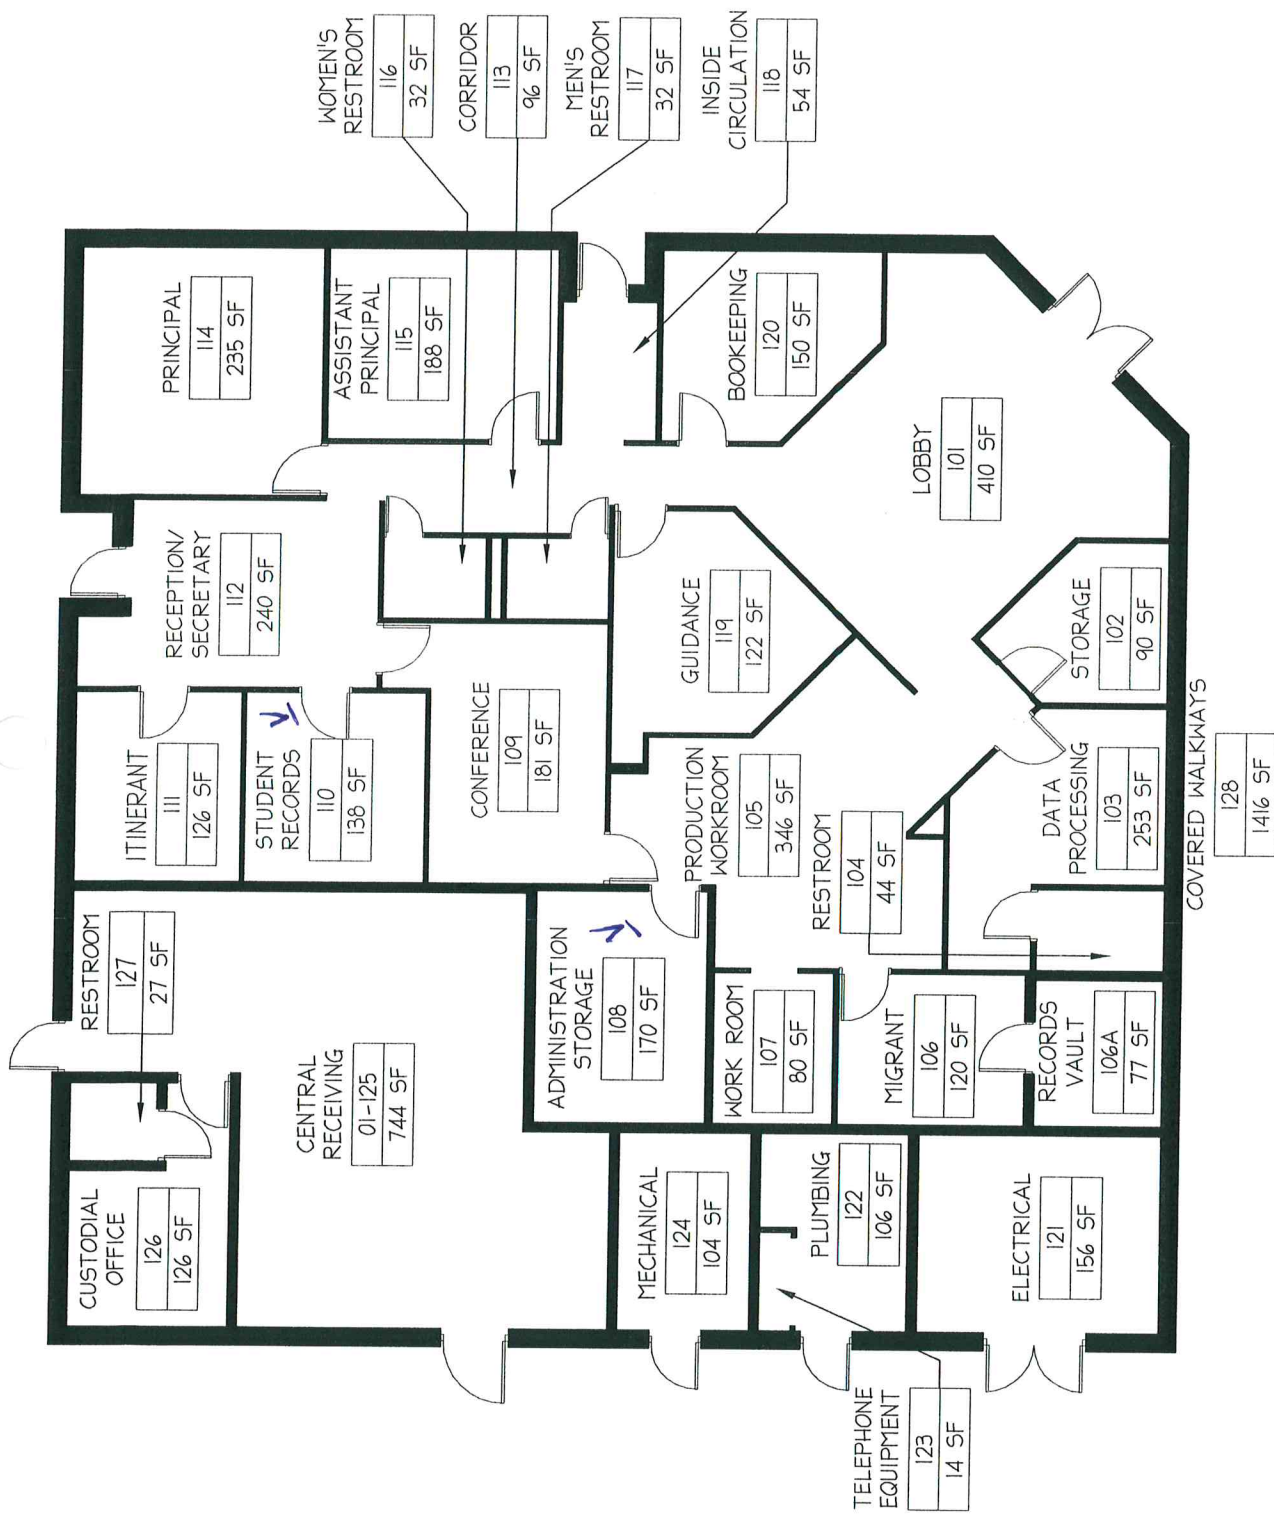 WOMEN'S
RESTROOM
116
32 SF
CORRIDOR
113
96 SF
MEN'S
RESTROOM
117
32 SF
INSIDE
CIRCULATION
118
54 SF
PRINCIPAL
114
235 SF
ASSISTANT
PRINCIPAL
115
188 SF
BOOKEEPING
120
150 SF
LOBBY
101
410 SF
RECEPTION/
SECRETARY
112
240 SF
GUIDANCE
119
122 SF
STORAGE
102
90 SF
ITINERANT
111
126 SF
STUDENT
RECORDS
110
138 SF
CONFERENCE
109
181 SF
PRODUCTION
WORKROOM
105
346 SF
RESTROOM
104
44 SF
DATA
PROCESSING
103
253 SF
COVERED WALKWAYS
128
1416 SF
RESTROOM
127
27 SF
CENTRAL
RECEIVING
01-125
744 SF
ADMINISTRATION
STORAGE
108
170 SF
WORK ROOM
107
80 SF
MIGRANT
106
120 SF
RECORDS
VAULT
106A
77 SF
CUSTODIAL
OFFICE
126
126 SF
MECHANICAL
124
104 SF
PLUMBING
122
106 SF
ELECTRICAL
121
156 SF
TELEPHONE
EQUIPMENT
123
14 SF